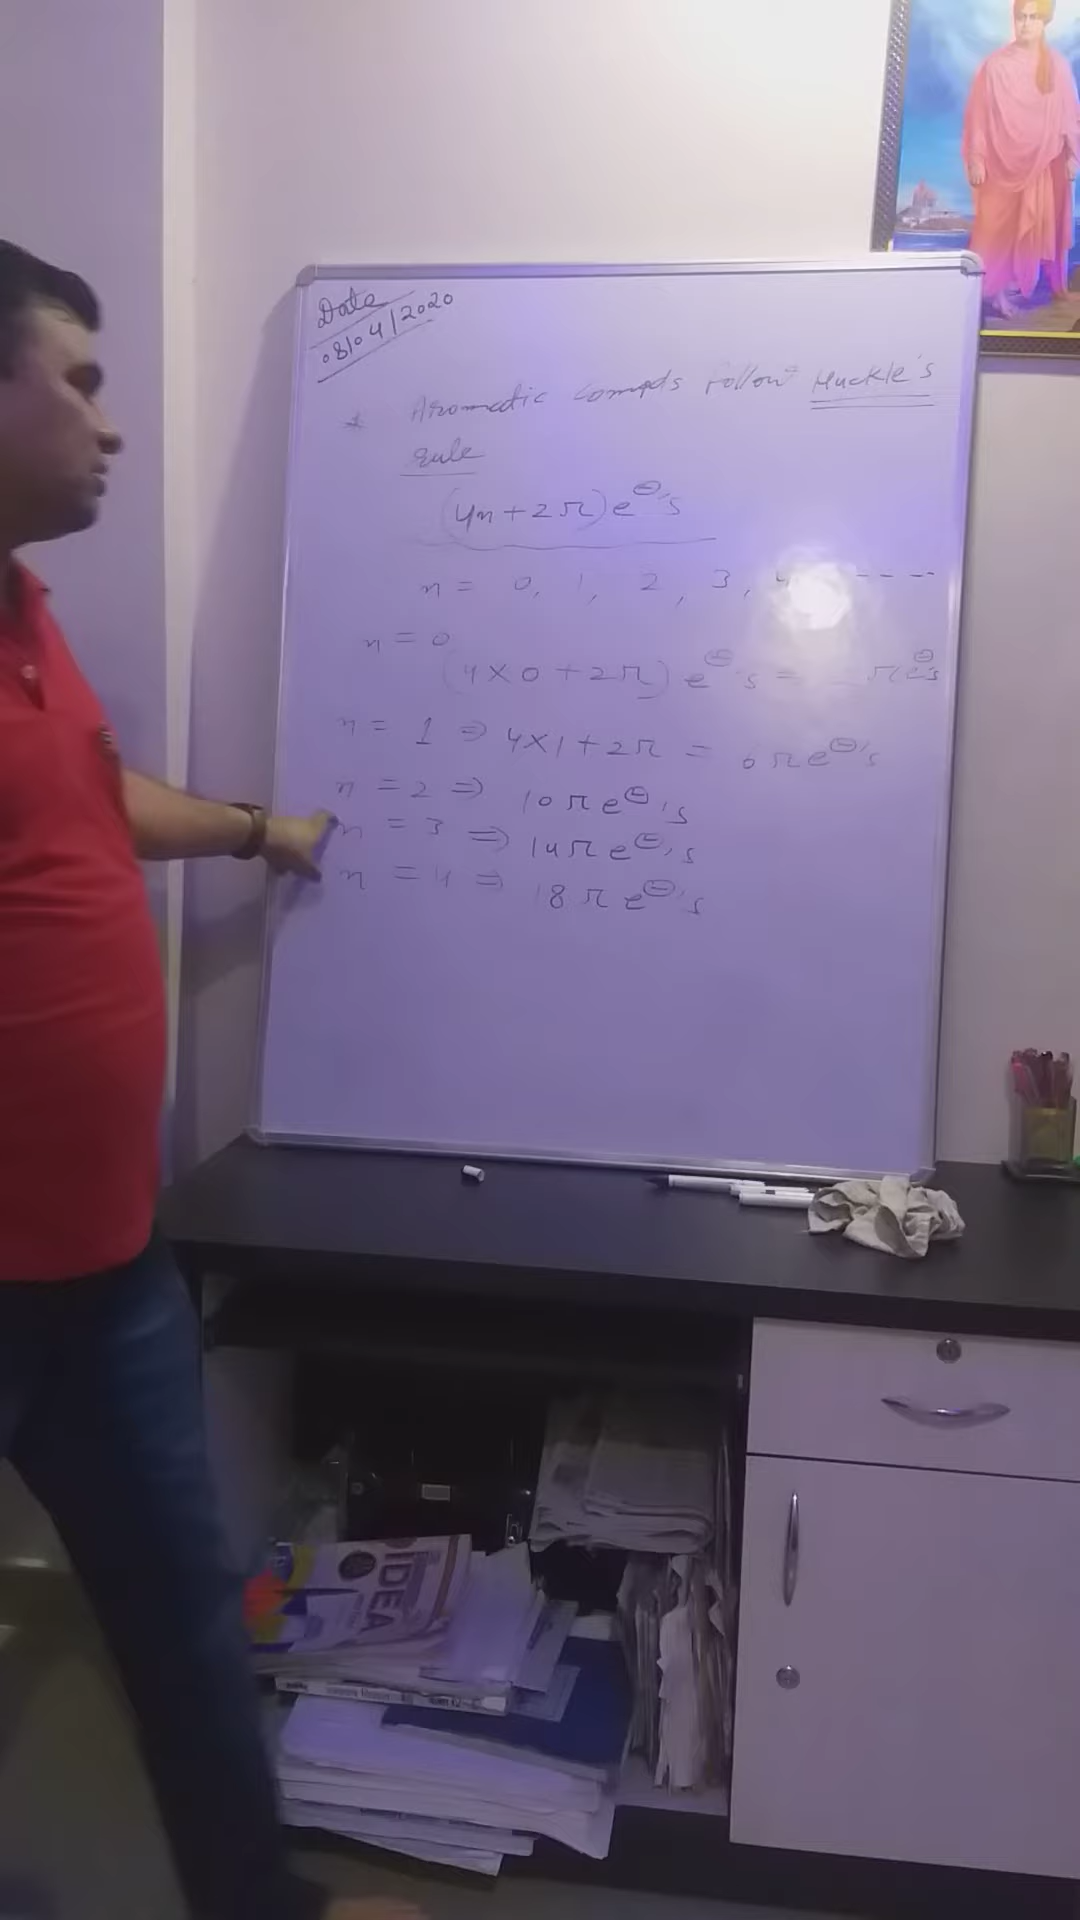 Date
08/04/2020
* Aromatic compds follow Huckle's
rule
(4n+2π)e⊖'s
n = 0, 1, 2, 3, 4 ----
n = 0
(4×0+2π) e⊖'s = πe⊖'s
n = 1 ⇒ 4×1+2π = 6πe⊖'s
n = 2 ⇒ 10πe⊖'s
n = 3 ⇒ 14πe⊖'s
n = 4 ⇒ 18πe⊖'s
IDEA